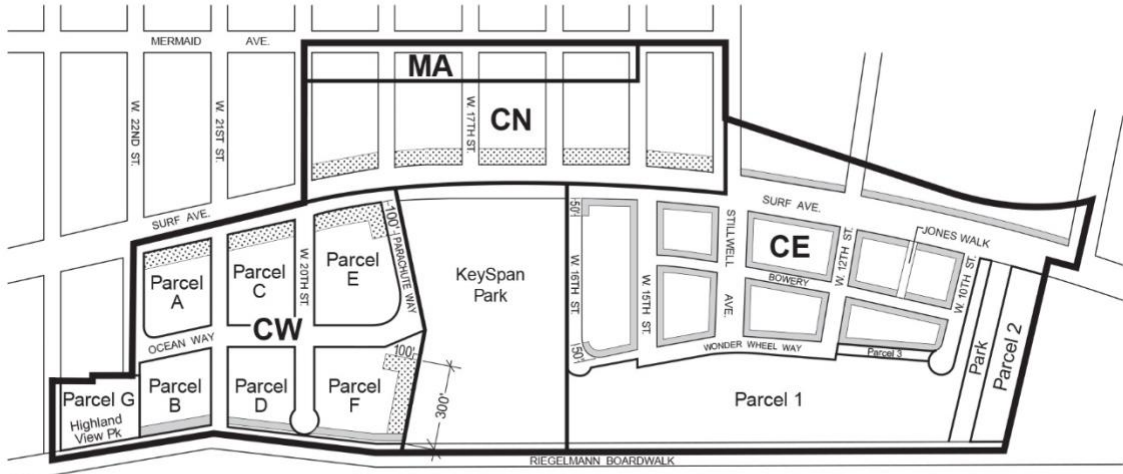 MERMAID AVE.
MA
CN
W. 22ND ST.
W. 21ST ST.
W. 17TH ST.
SURF AVE.
SURF AVE.
100'
PARACHUTE WAY
50'
STILLWELL AVE.
CE
W. 12TH ST.
JONES WALK
W. 10TH ST.
Parcel A
Parcel C
W. 20TH ST.
Parcel E
KeySpan Park
W. 16TH ST.
W. 15TH ST.
BOWERY
CW
OCEAN WAY
100'
50'
WONDER WHEEL WAY
Parcel 3
Park
Parcel 2
Parcel G
Highland View Pk
Parcel B
Parcel D
Parcel F
300'
Parcel 1
RIEGELMANN BOARDWALK